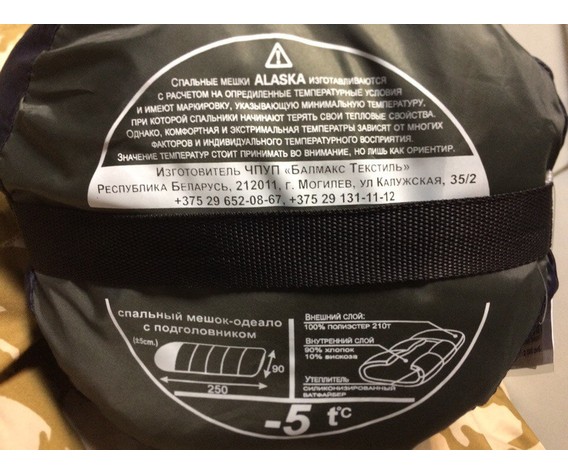 СПАЛЬНЫЕ МЕШКИ ALASKA ИЗГОТАВЛИВАЮТСЯ
С РАСЧЕТОМ НА ОПРЕДЕЛЕННЫЕ ТЕМПЕРАТУРНЫЕ УСЛОВИЯ
И ИМЕЮТ МАРКИРОВКУ, УКАЗЫВАЮЩУЮ МИНИМАЛЬНУЮ ТЕМПЕРАТУРУ,
ПРИ КОТОРОЙ СПАЛЬНИКИ НАЧИНАЮТ ТЕРЯТЬ СВОИ ТЕПЛОВЫЕ СВОЙСТВА.
ОДНАКО, КОМФОРТНАЯ И ЭКСТРИМАЛЬНАЯ ТЕМПЕРАТЫ ЗАВИСЯТ ОТ МНОГИХ
ФАКТОРОВ И ИНДИВИДУАЛЬНОГО ТЕМПЕРАТУРНОГО ВОСПРИЯТИЯ.
ЗНАЧЕНИЕ ТЕМПЕРАТУР СТОИТ ПРИНИМАТЬ ВО ВНИМАНИЕ, НО ЛИШЬ КАК ОРИЕНТИР.
ИЗГОТОВИТЕЛЬ ЧПУП «БАЛМАКС ТЕКСТИЛЬ»
РЕСПУБЛИКА БЕЛАРУСЬ, 212011, Г. МОГИЛЕВ, УЛ КАЛУЖСКАЯ, 35/2
+375 29 652-08-67, +375 29 131-11-12
спальный мешок-одеало
с подголовником
(±5cm.)
90
250
ВНЕШНИЙ СЛОЙ:
100% ПОЛИЭСТЕР 210Т
ВНУТРЕННИЙ СЛОЙ
90% ХЛОПОК
10% ВИСКОЗА
УТЕПЛИТЕЛЬ
СИЛИКОНИЗИРОВАННЫЙ
ВАТФАЙБЕР
-5 t°C